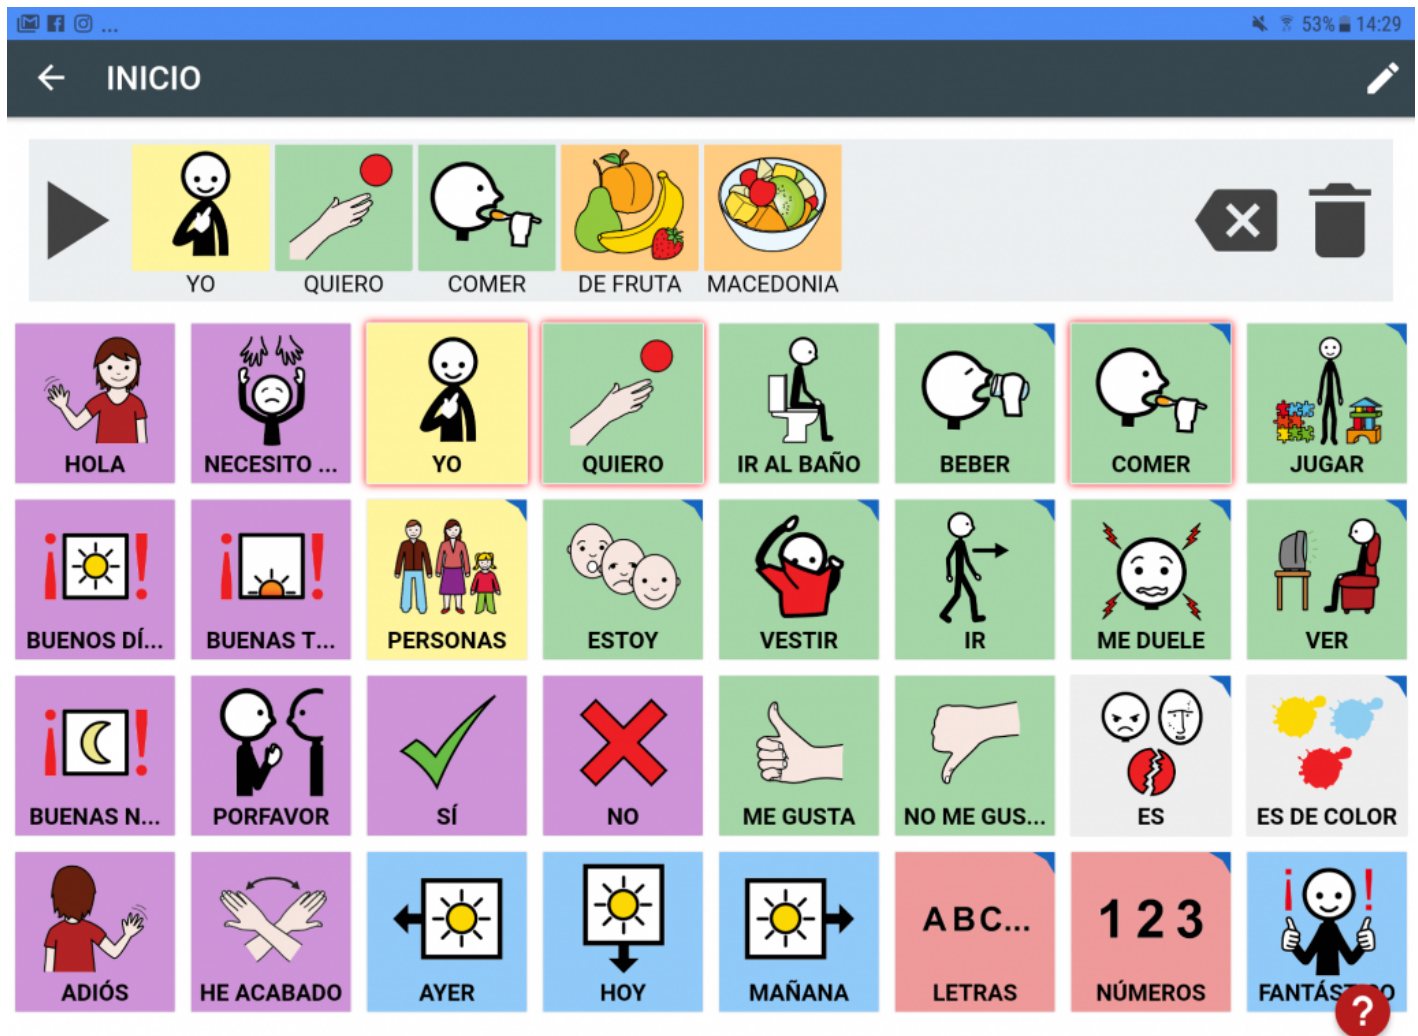 ... 53% 14:29
INICIO
YO QUIERO COMER DE FRUTA MACEDONIA
HOLA NECESITO ... YO QUIERO IR AL BAÑO BEBER COMER JUGAR
BUENOS DÍ... BUENAS T... PERSONAS ESTOY VESTIR IR ME DUELE VER
BUENAS N... PORFAVOR SÍ NO ME GUSTA NO ME GUS... ES ES DE COLOR
ABC... 1 2 3
ADIÓS HE ACABADO AYER HOY MAÑANA LETRAS NÚMEROS FANTÁS
?